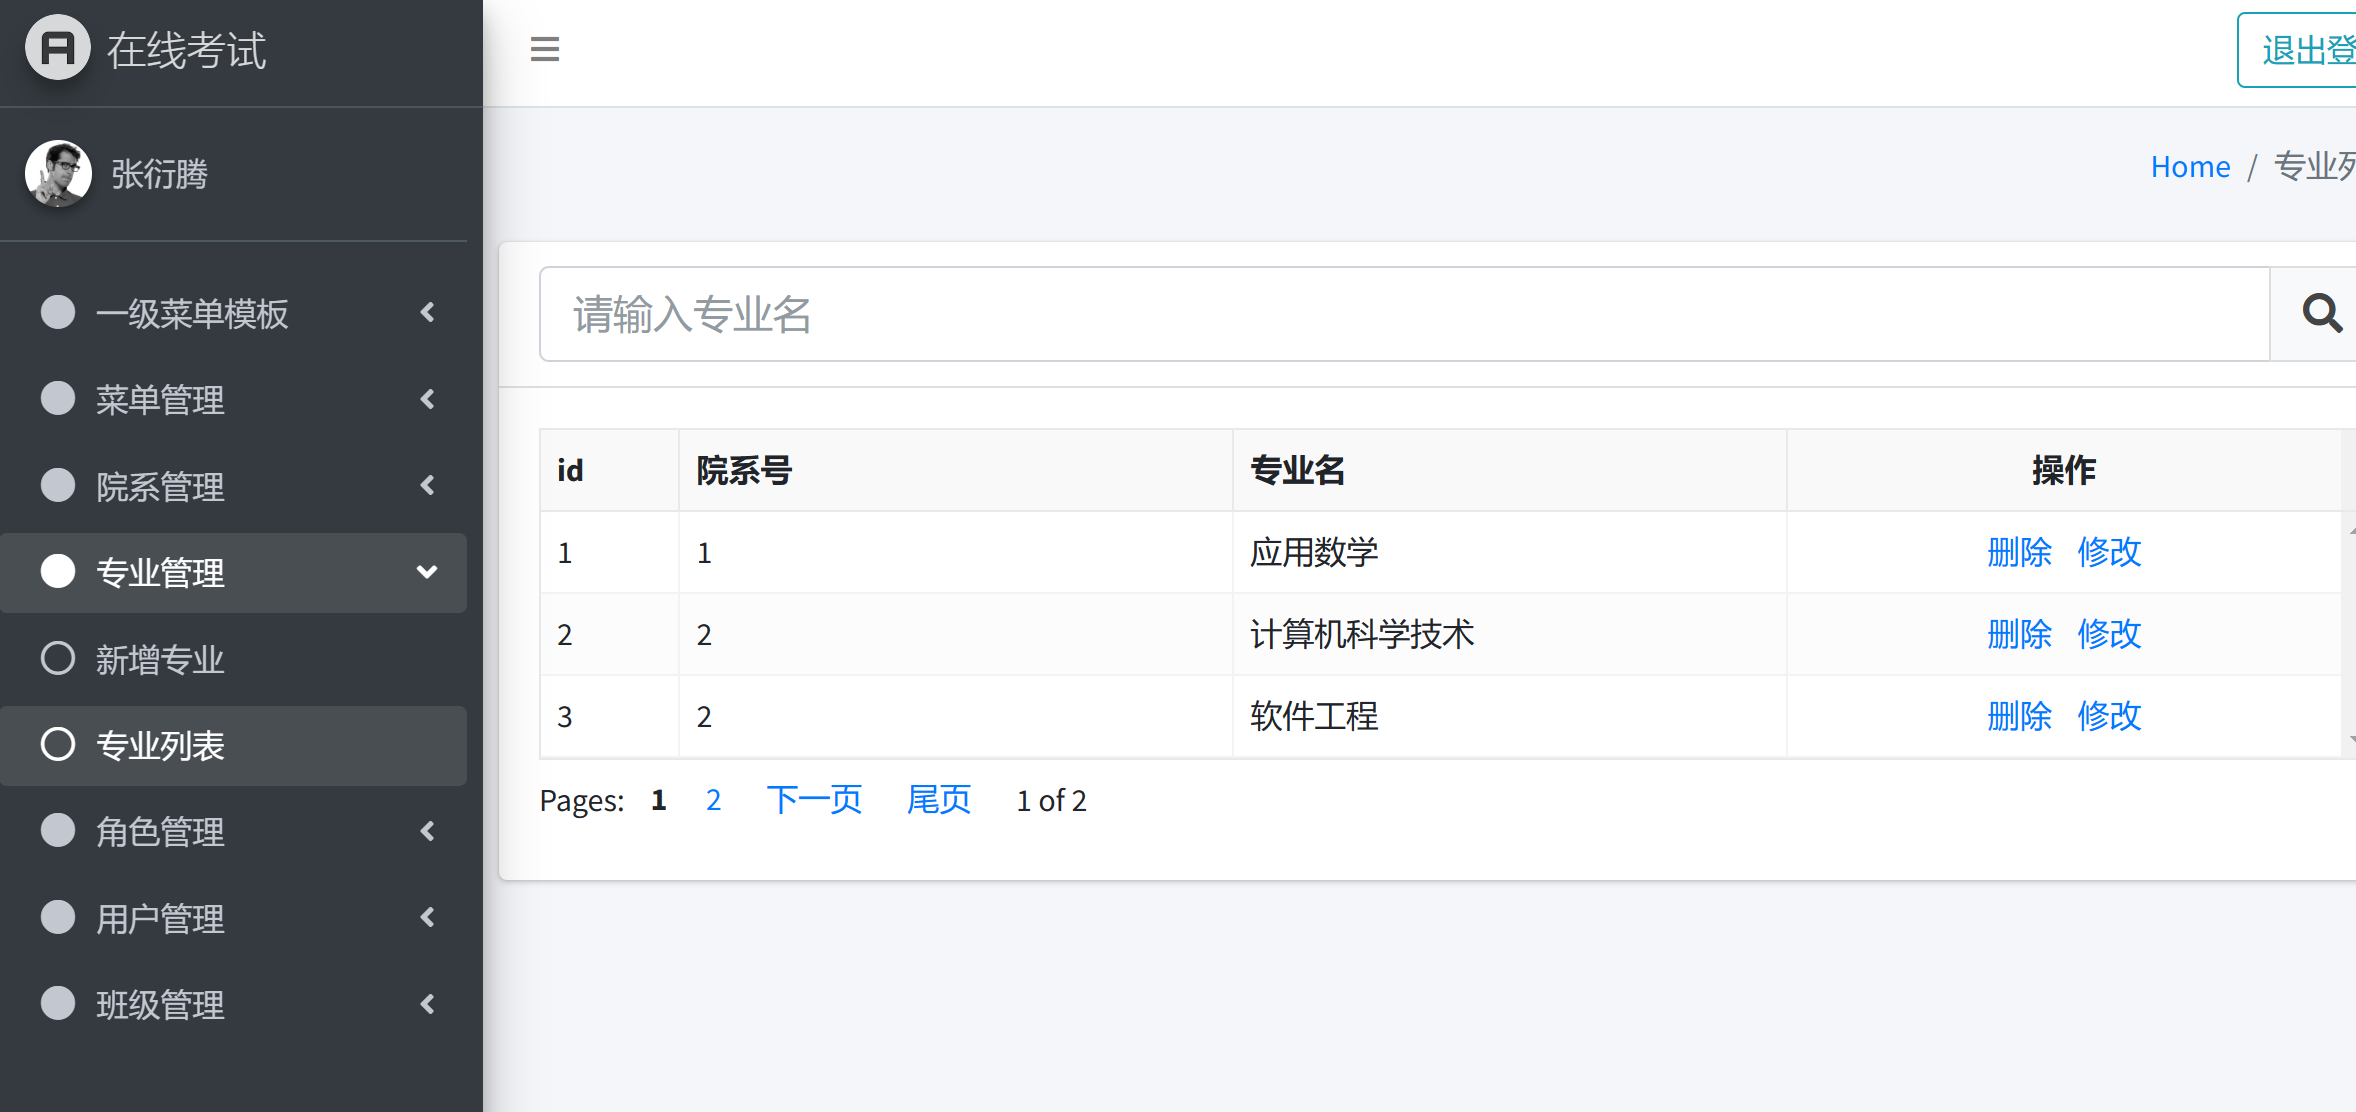 在线考试
退出登
张衍腾
Home / 专业列
一级菜单模板
菜单管理
院系管理
专业管理
新增专业
专业列表
角色管理
用户管理
班级管理
请输入专业名
id 院系号 专业名 操作
1 1 应用数学 删除 修改
2 2 计算机科学技术 删除 修改
3 2 软件工程 删除 修改
Pages: 1 2 下一页 尾页 1 of 2